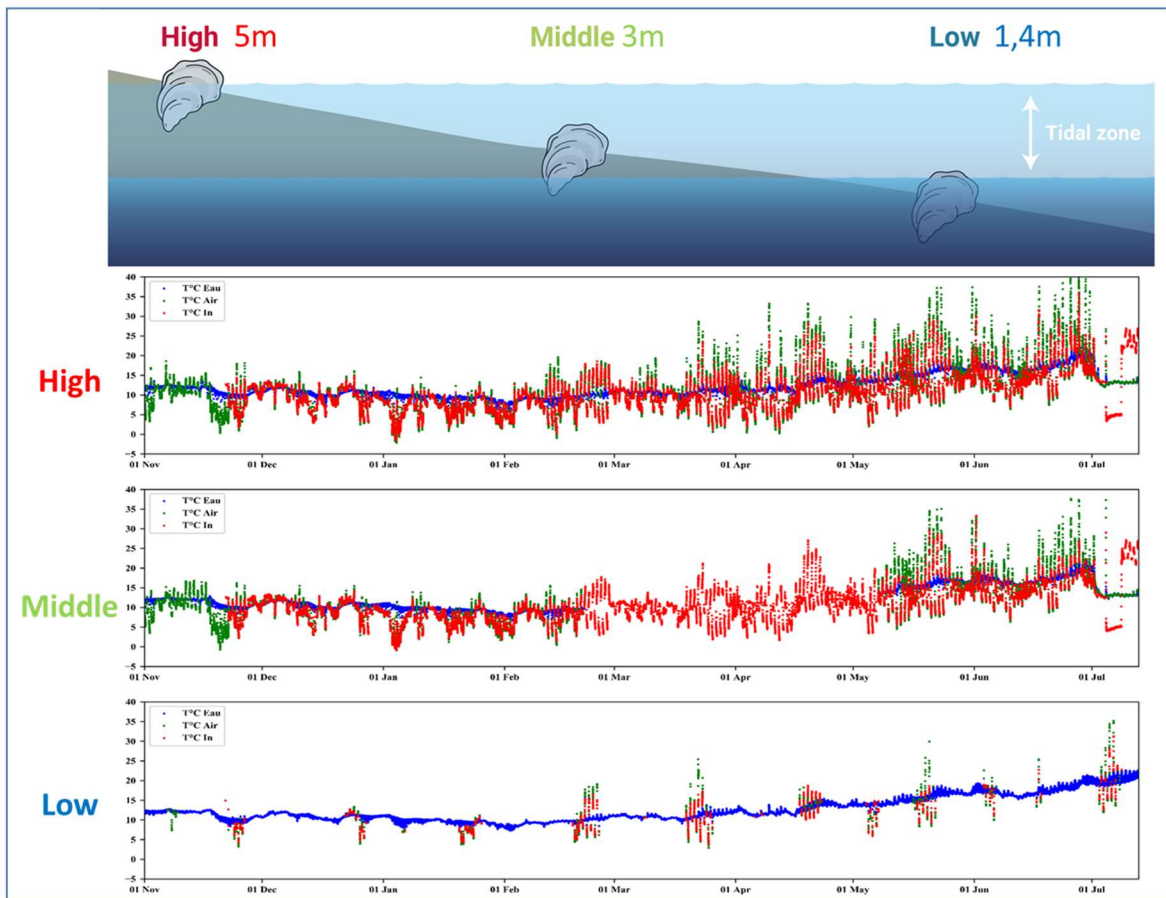 High 5m
Middle 3m
Low 1,4m
Tidal zone
High
40
35
30
25
20
15
10
5
0
−5
T°C Eau
T°C Air
T°C In
01 Nov
01 Dec
01 Jan
01 Feb
01 Mar
01 Apr
01 May
01 Jun
01 Jul
Middle
40
35
30
25
20
15
10
5
0
−5
T°C Eau
T°C Air
T°C In
01 Nov
01 Dec
01 Jan
01 Feb
01 Mar
01 Apr
01 May
01 Jun
01 Jul
Low
40
35
30
25
20
15
10
5
0
−5
T°C Eau
T°C Air
T°C In
01 Nov
01 Dec
01 Jan
01 Feb
01 Mar
01 Apr
01 May
01 Jun
01 Jul